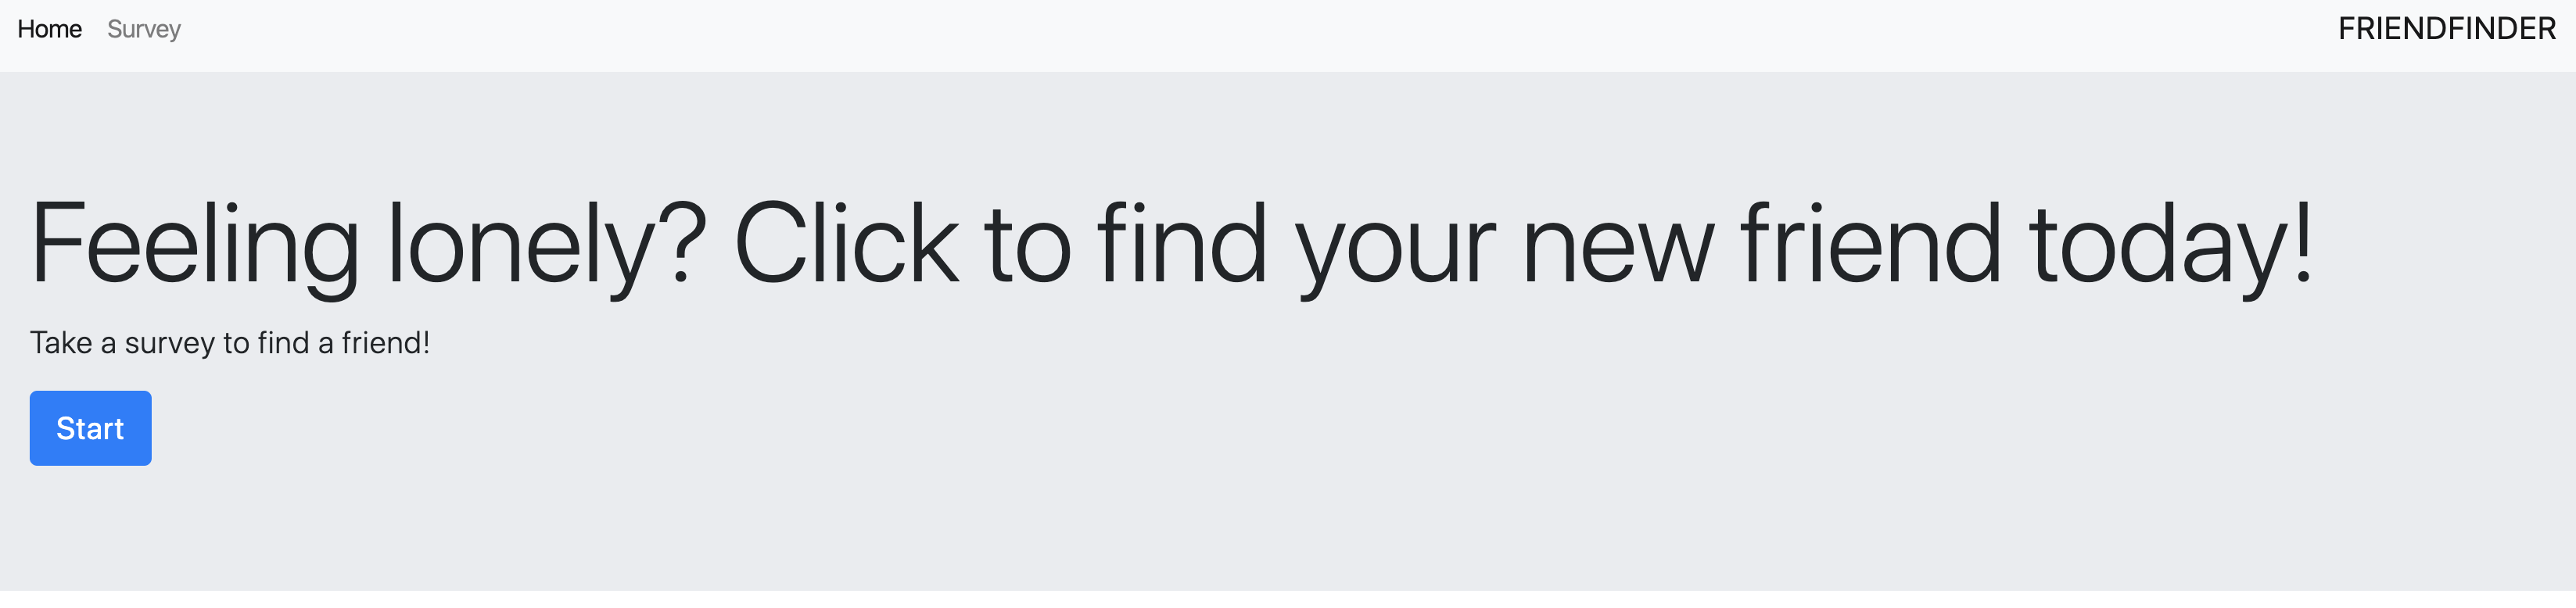 Home Survey FRIENDFINDER
Feeling lonely? Click to find your new friend today!
Take a survey to find a friend!
Start